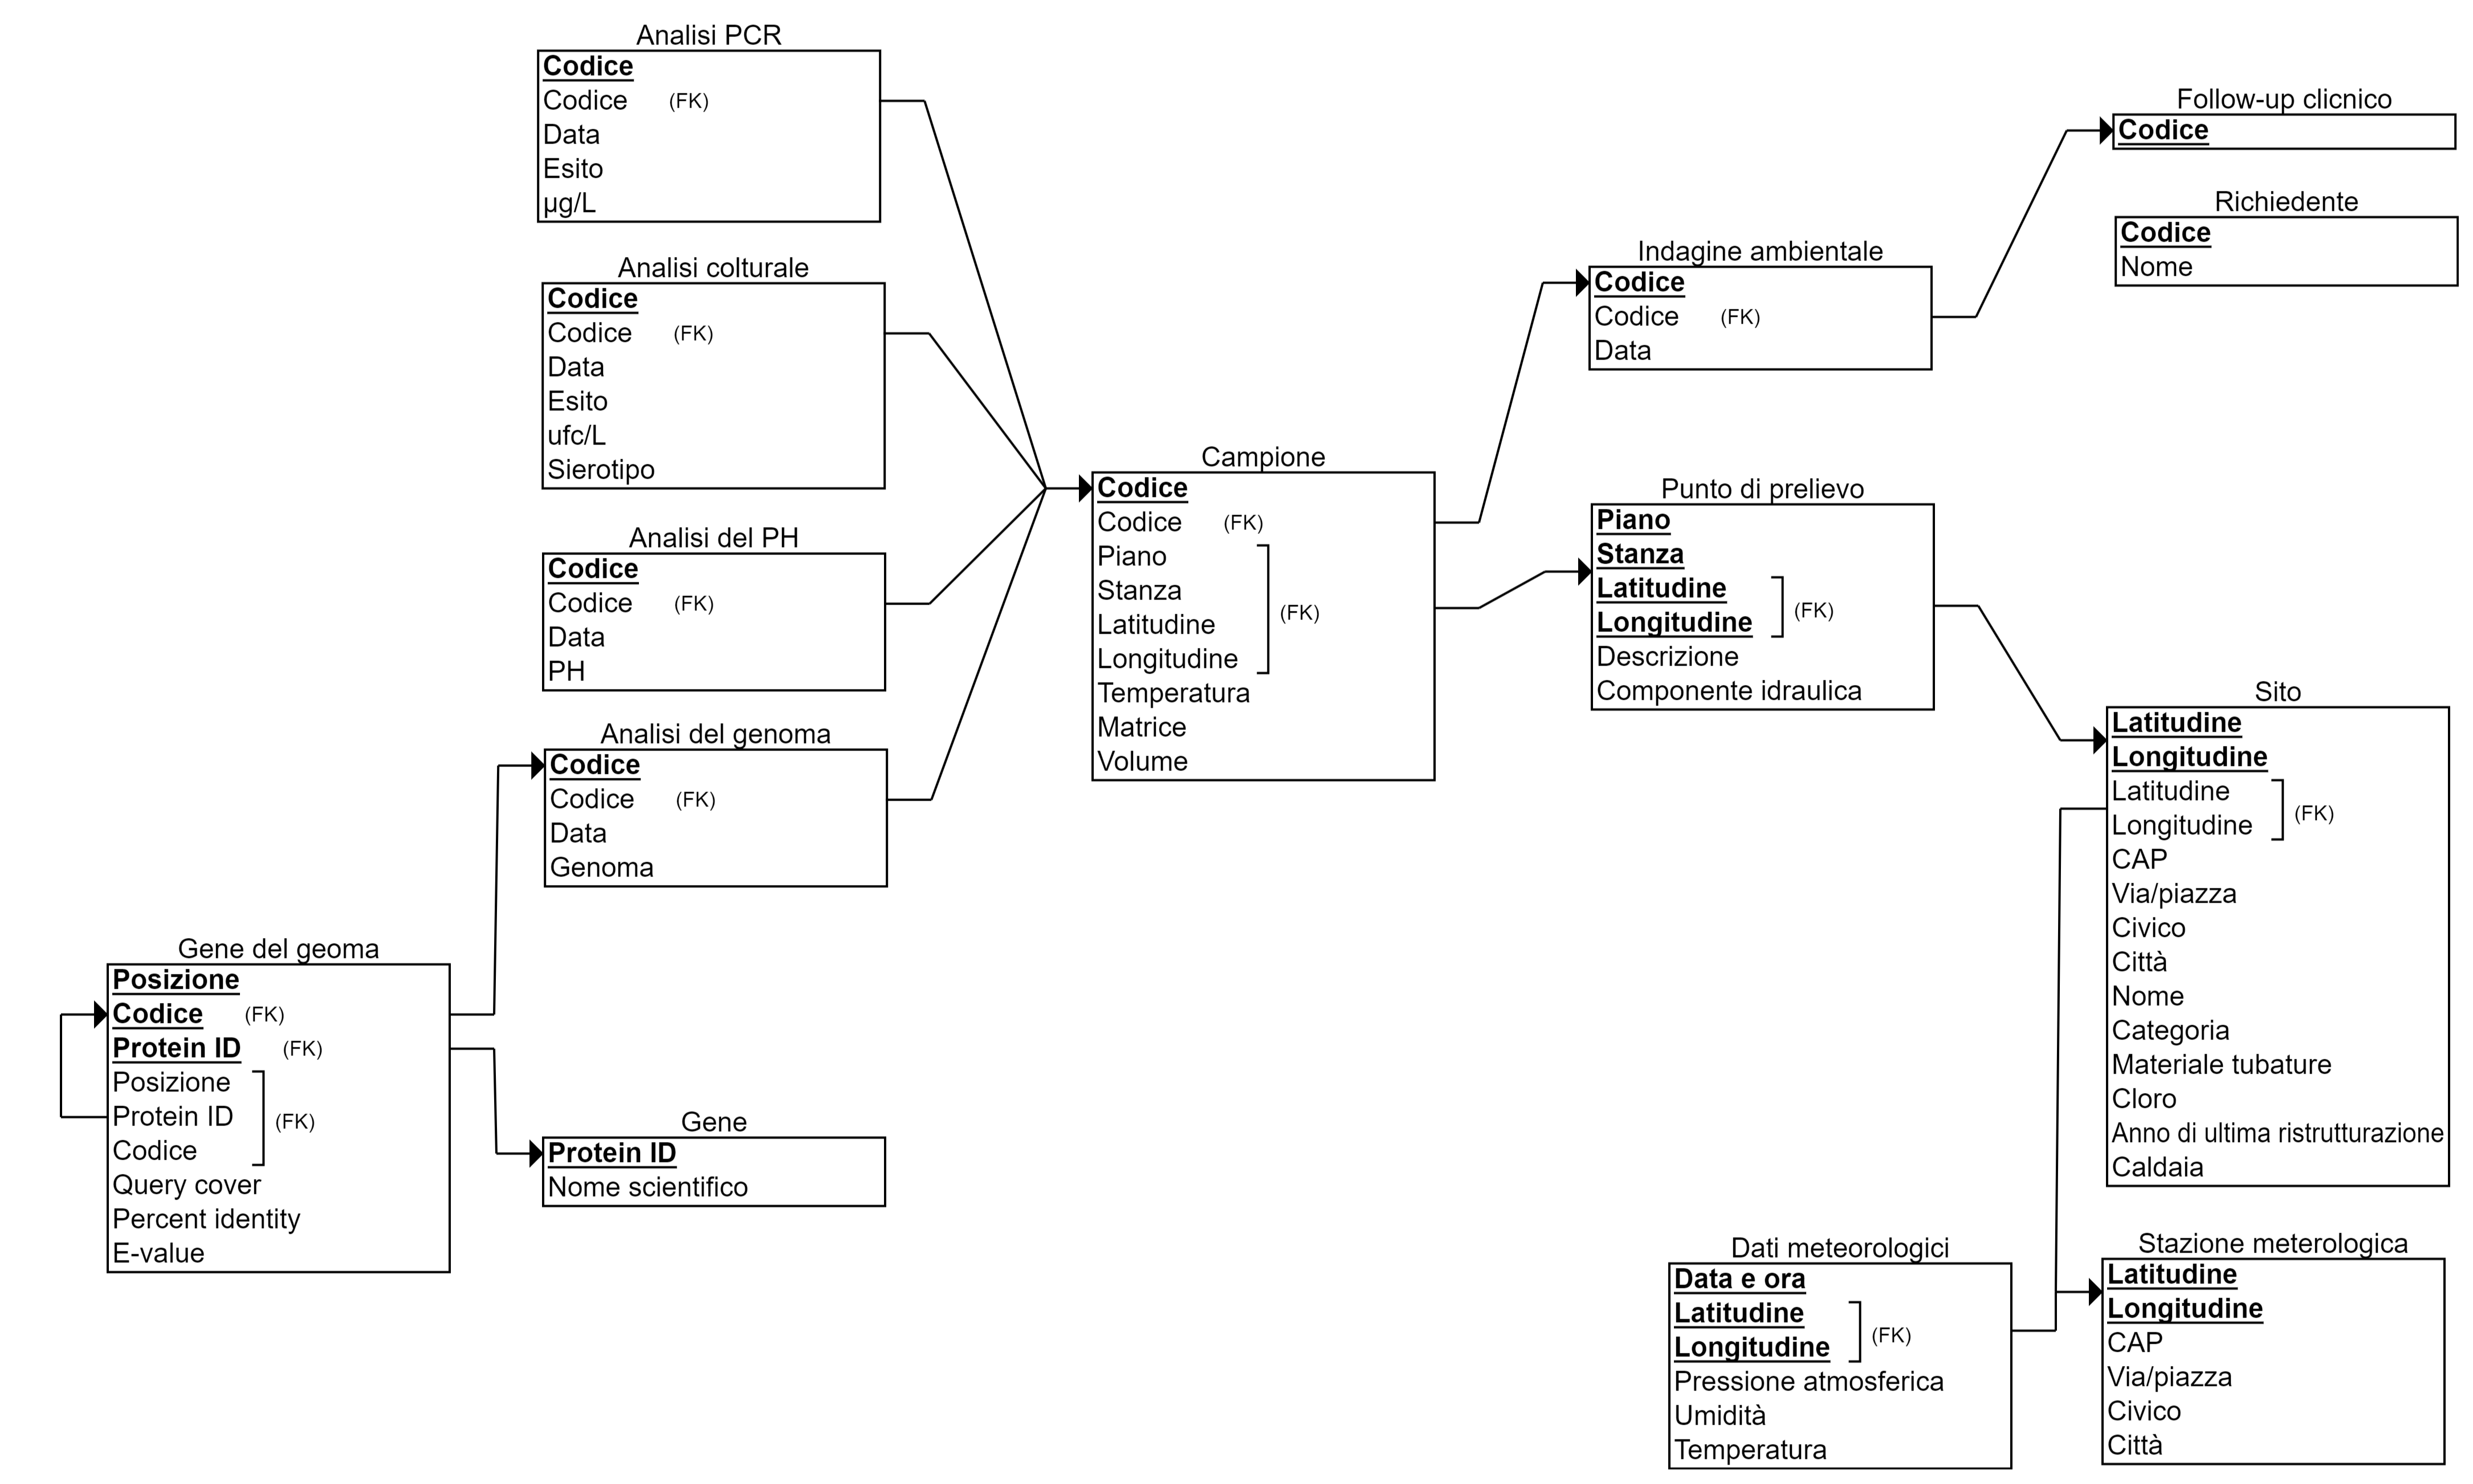 Analisi PCR
Codice
Codice (FK)
Data
Esito
µg/L
Analisi colturale
Codice
Codice (FK)
Data
Esito
ufc/L
Sierotipo
Analisi del PH
Codice
Codice (FK)
Data
PH
Analisi del genoma
Codice
Codice (FK)
Data
Genoma
Gene del geoma
Posizione
Codice (FK)
Protein ID (FK)
Posizione
Protein ID (FK)
Codice
Query cover
Percent identity
E-value
Gene
Protein ID
Nome scientifico
Campione
Codice
Codice (FK)
Piano
Stanza
(FK)
Latitudine
Longitudine
Temperatura
Matrice
Volume
Indagine ambientale
Codice
Codice (FK)
Data
Follow-up clicnico
Codice
Richiedente
Codice
Nome
Punto di prelievo
Piano
Stanza
Latitudine
(FK)
Longitudine
Descrizione
Componente idraulica
Sito
Latitudine
Longitudine
Latitudine
(FK)
Longitudine
CAP
Via/piazza
Civico
Città
Nome
Categoria
Materiale tubature
Cloro
Anno di ultima ristrutturazione
Caldaia
Dati meteorologici
Data e ora
Latitudine
(FK)
Longitudine
Pressione atmosferica
Umidità
Temperatura
Stazione meterologica
Latitudine
Longitudine
CAP
Via/piazza
Civico
Città